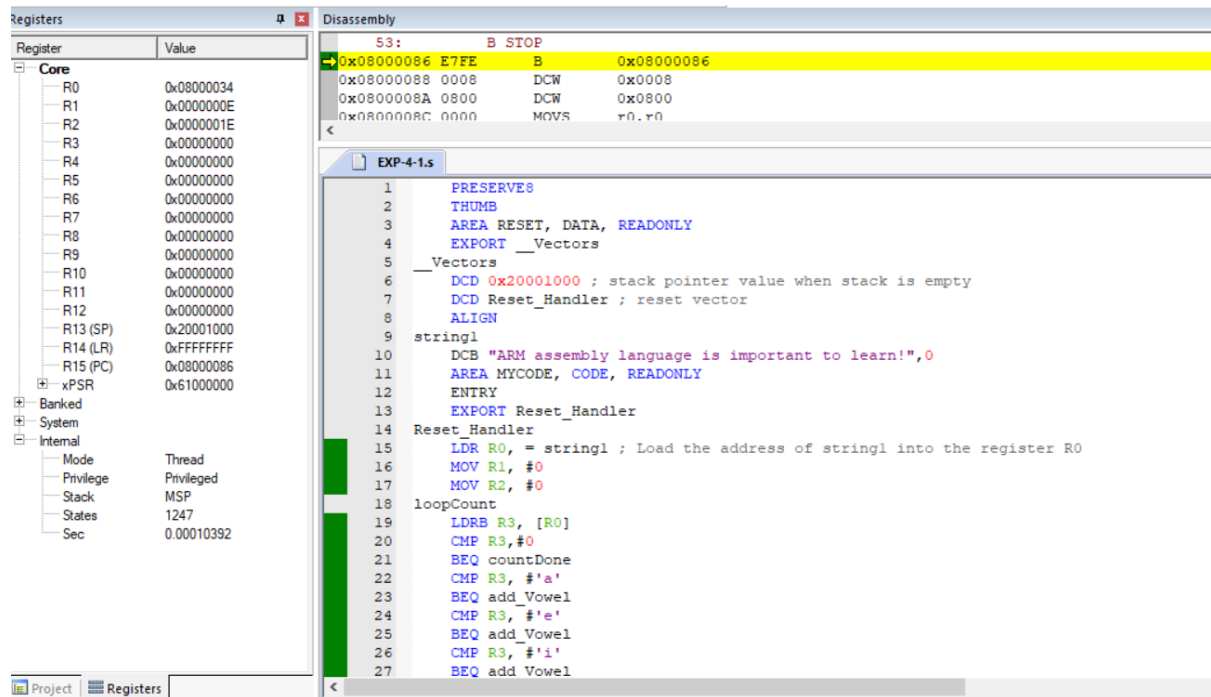 Registers
Register Value
Core
R0 0x08000034
R1 0x0000000E
R2 0x0000001E
R3 0x00000000
R4 0x00000000
R5 0x00000000
R6 0x00000000
R7 0x00000000
R8 0x00000000
R9 0x00000000
R10 0x00000000
R11 0x00000000
R12 0x00000000
R13 (SP) 0x20001000
R14 (LR) 0xFFFFFFFF
R15 (PC) 0x08000086
xPSR 0x61000000
Banked
System
Internal
Mode Thread
Privilege Privileged
Stack MSP
States 1247
Sec 0.00010392
Project Registers
Disassembly
53: B STOP
0x08000086 E7FE B 0x08000086
0x08000088 0008 DCW 0x0008
0x0800008A 0800 DCW 0x0800
0x0800008C 0000 MOVS r0,r0
EXP-4-1.s
1 PRESERVE8
2 THUMB
3 AREA RESET, DATA, READONLY
4 EXPORT __Vectors
5 __Vectors
6 DCD 0x20001000 ; stack pointer value when stack is empty
7 DCD Reset_Handler ; reset vector
8 ALIGN
9 string1
10 DCB "ARM assembly language is important to learn!",0
11 AREA MYCODE, CODE, READONLY
12 ENTRY
13 EXPORT Reset_Handler
14 Reset_Handler
15 LDR R0, = string1 ; Load the address of string1 into the register R0
16 MOV R1, #0
17 MOV R2, #0
18 loopCount
19 LDRB R3, [R0]
20 CMP R3,#0
21 BEQ countDone
22 CMP R3, #'a'
23 BEQ add_Vowel
24 CMP R3, #'e'
25 BEQ add_Vowel
26 CMP R3, #'i'
27 BEQ add_Vowel